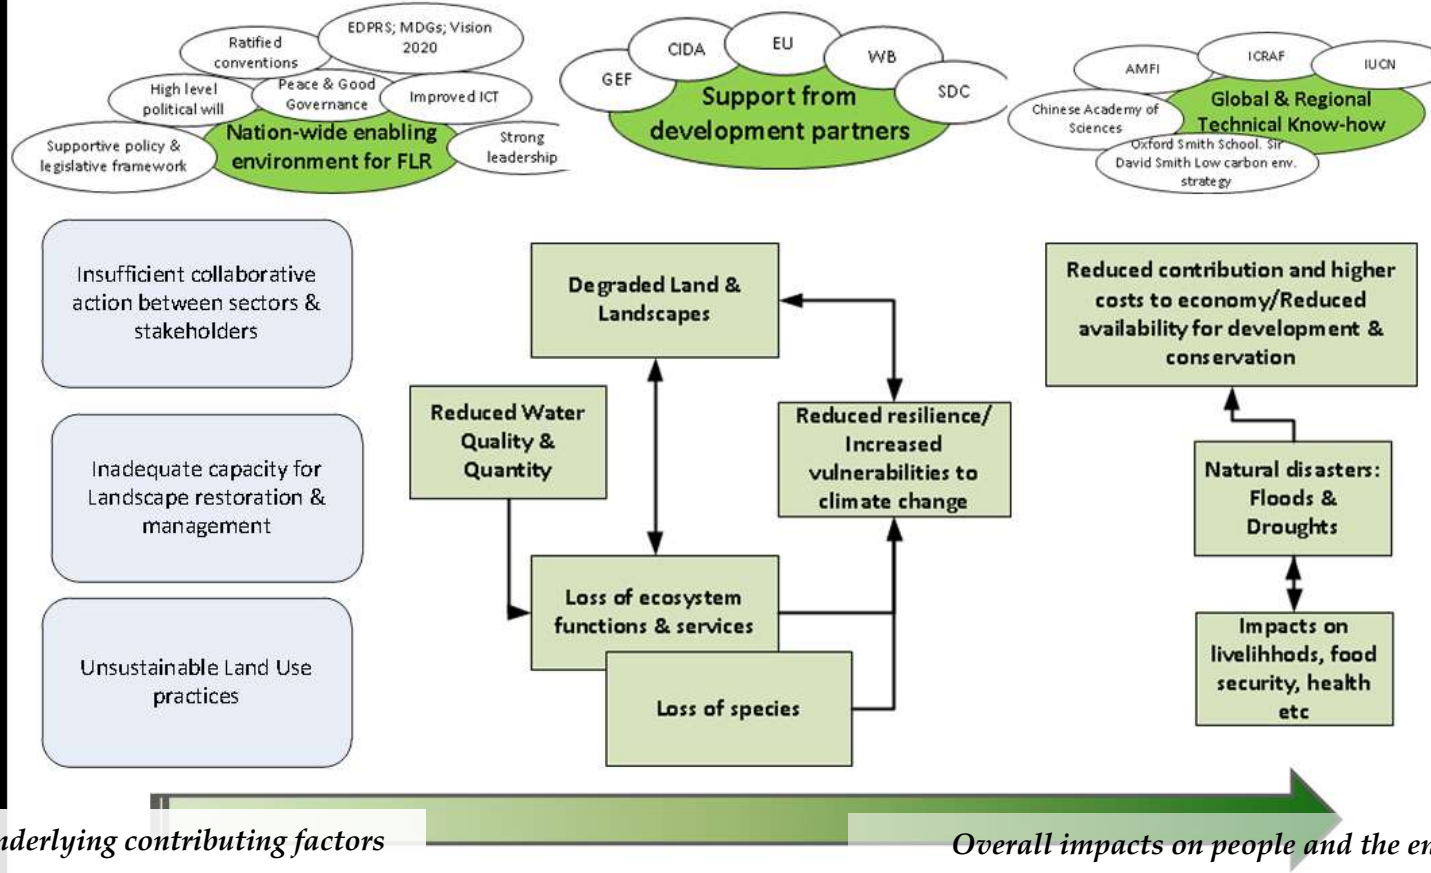 EDPRS; MDGs; Vision
2020
Ratified
conventions
High level
political will
Peace & Good
Governance
Improved ICT
Supportive policy &
legislative framework
Nation-wide enabling
environment for FLR
Strong
leadership
GEF
CIDA
EU
WB
SDC
Support from
development partners
AMFI
ICRAF
IUCN
Chinese Academy of
Sciences
Global & Regional
Technical Know-how
Oxford Smith School. Sir
David Smith Low carbon env.
strategy
Insufficient collaborative
action between sectors &
stakeholders
Inadequate capacity for
Landscape restoration &
management
Unsustainable Land Use
practices
Degraded Land &
Landscapes
Reduced Water
Quality &
Quantity
Reduced resilience/
Increased
vulnerabilities to
climate change
Loss of ecosystem
functions & services
Loss of species
Reduced contribution and higher
costs to economy/Reduced
availability for development &
conservation
Natural disasters:
Floods &
Droughts
Impacts on
livelihhods, food
security, health
etc
nderlying contributing factors
Overall impacts on people and the en